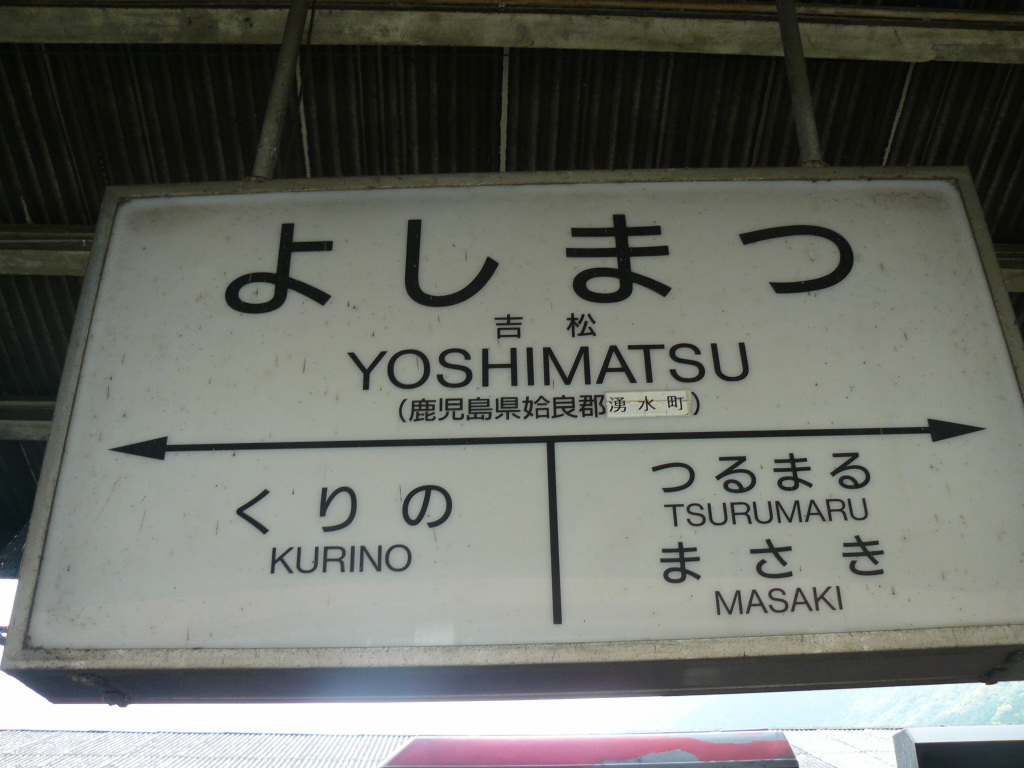 よしまつ
吉松
YOSHIMATSU
(鹿児島県姶良郡湧水町)
くりの
KURINO
つるまる
TSURUMARU
まさき
MASAKI